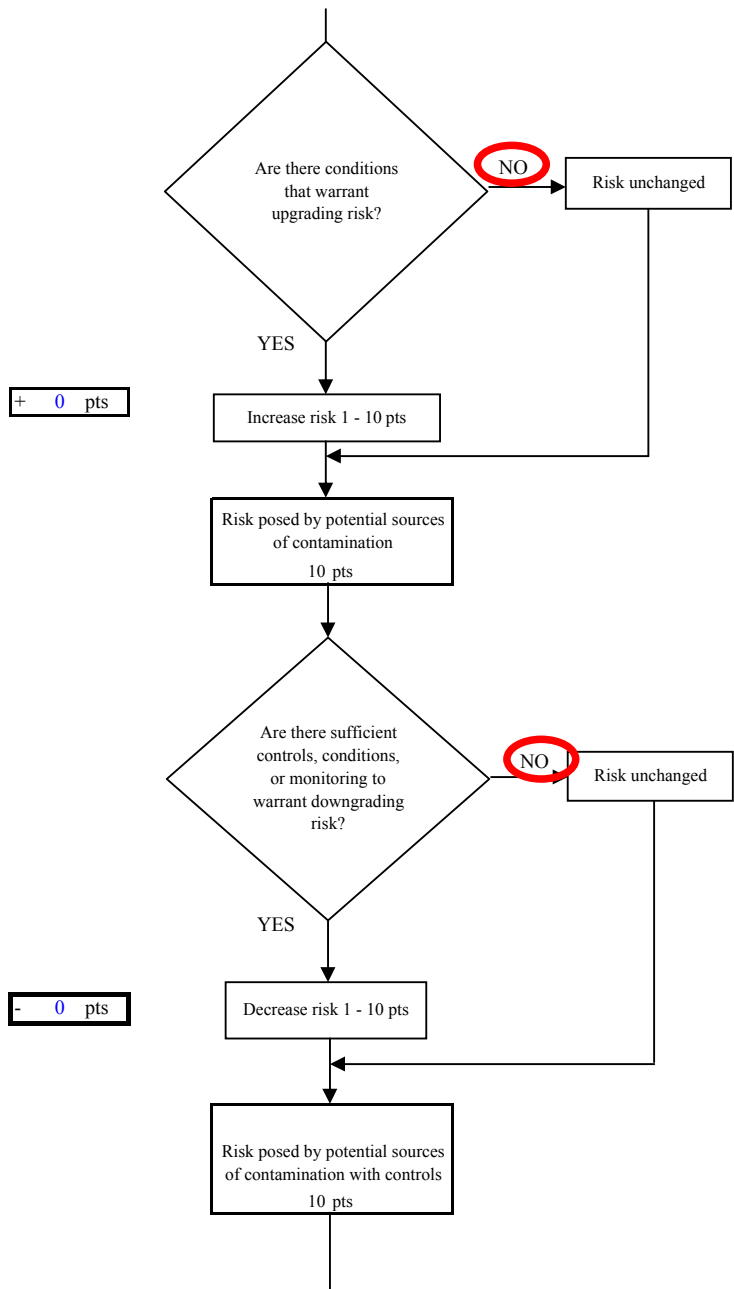 Are there conditions
that warrant
upgrading risk?
NO
Risk unchanged
YES
+ 0 pts
Increase risk 1 - 10 pts
Risk posed by potential sources
of contamination
10 pts
Are there sufficient
controls, conditions,
or monitoring to
warrant downgrading
risk?
NO
Risk unchanged
YES
- 0 pts
Decrease risk 1 - 10 pts
Risk posed by potential sources
of contamination with controls
10 pts